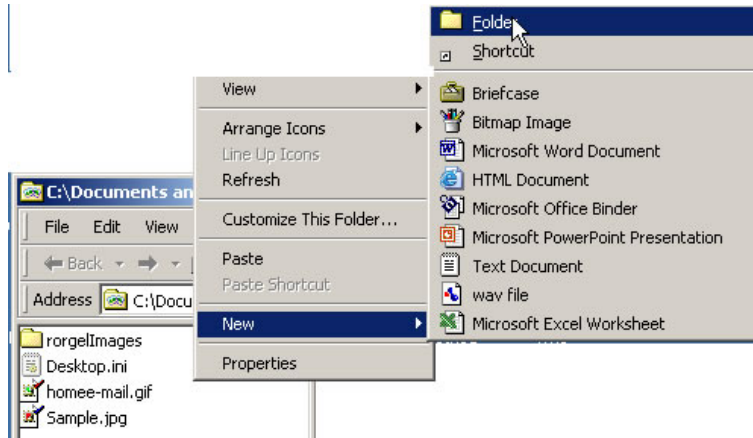 Folder
Shortcut
Briefcase
Bitmap Image
Microsoft Word Document
HTML Document
Microsoft Office Binder
Microsoft PowerPoint Presentation
Text Document
wav file
Microsoft Excel Worksheet
View
Arrange Icons
Line Up Icons
Refresh
Customize This Folder...
Paste
Paste Shortcut
New
Properties
C:\Documents an
File Edit View
Back
Address C:\Docu
rorgelImages
Desktop.ini
homee-mail.gif
Sample.jpg